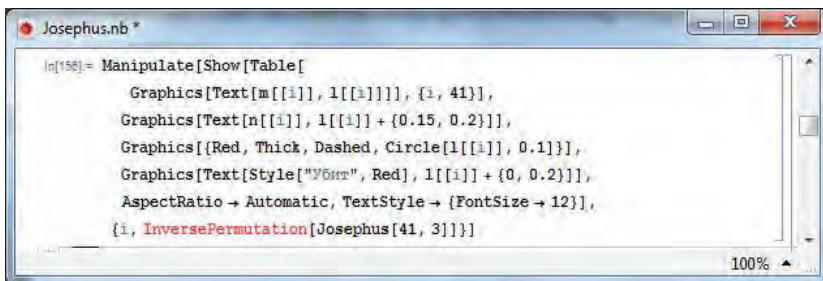 Josephus.nb *
In[156]:= Manipulate[Show[Table[
Graphics[Text[m[[i]], l[[i]]]], {i, 41}],
Graphics[Text[n[[i]], l[[i]] + {0.15, 0.2}]],
Graphics[{Red, Thick, Dashed, Circle[l[[i]], 0.1]}],
Graphics[Text[Style["Убит", Red], l[[i]] + {0, 0.2}]],
AspectRatio → Automatic, TextStyle → {FontSize → 12}],
{i, InversePermutation[Josephus[41, 3]]}]
100%